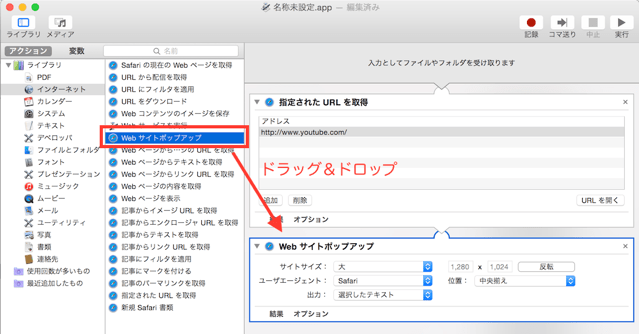 名称未設定.app — 編集済み
ライブラリ
メディア
記録
コマ送り
中止
実行
アクション
変数
名前
ライブラリ
PDF
インターネット
カレンダー
システム
テキスト
デベロッパ
ファイルとフォルダ
フォント
プレゼンテーション
ミュージック
ムービー
メール
ユーティリティ
写真
書類
連絡先
使用回数が多いもの
最近追加したもの
Safari の現在の Web ページを取得
URL から配信を取得
URL にフィルタを適用
URL をダウンロード
Web コンテンツのイメージを保存
Web サイトポップアップ
Web ページからテキストを取得
Web ページからリンク URL を取得
Web ページの内容を取得
Web ページを表示
記事からイメージ URL を取得
記事からエンクロージャ URL を取得
記事からテキストを取得
記事からリンク URL を取得
記事にフィルタを適用
記事にマークを付ける
記事のパーマリンクを取得
指定された URL を取得
新規 Safari 書類
入力としてファイルやフォルダを受け取ります
指定された URL を取得
アドレス
http://www.youtube.com/
ドラッグ＆ドロップ
追加
削除
URL を開く
オプション
Web サイトポップアップ
サイトサイズ：
大
1,280
x
1,024
反転
ユーザエージェント：
Safari
位置：
中央揃え
出力：
選択したテキスト
結果
オプション